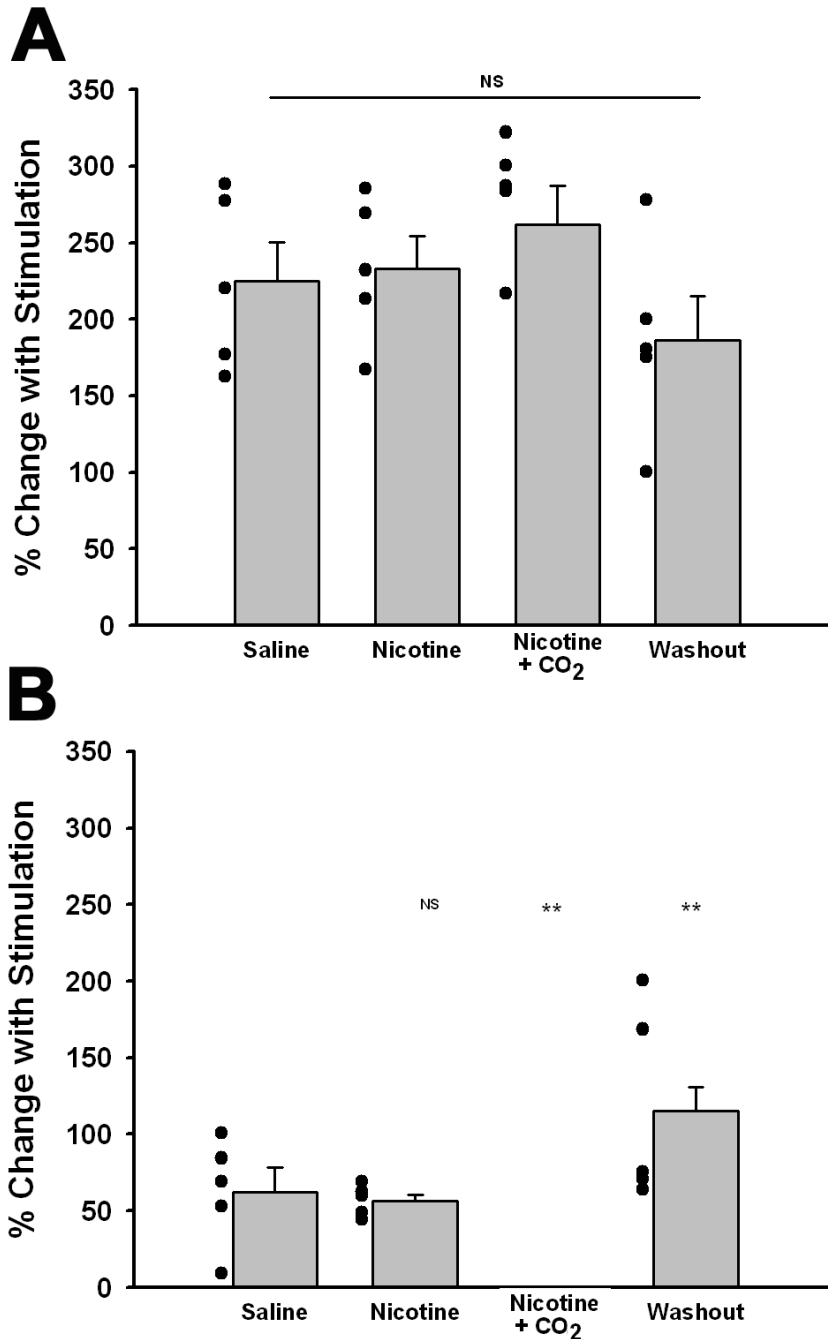 A
NS
350
300
250
200
150
100
50
0
% Change with Stimulation
Saline
Nicotine
Nicotine
+ CO2
Washout
B
350
300
250
200
150
100
50
0
% Change with Stimulation
NS
**
**
Saline
Nicotine
Nicotine
+ CO2
Washout